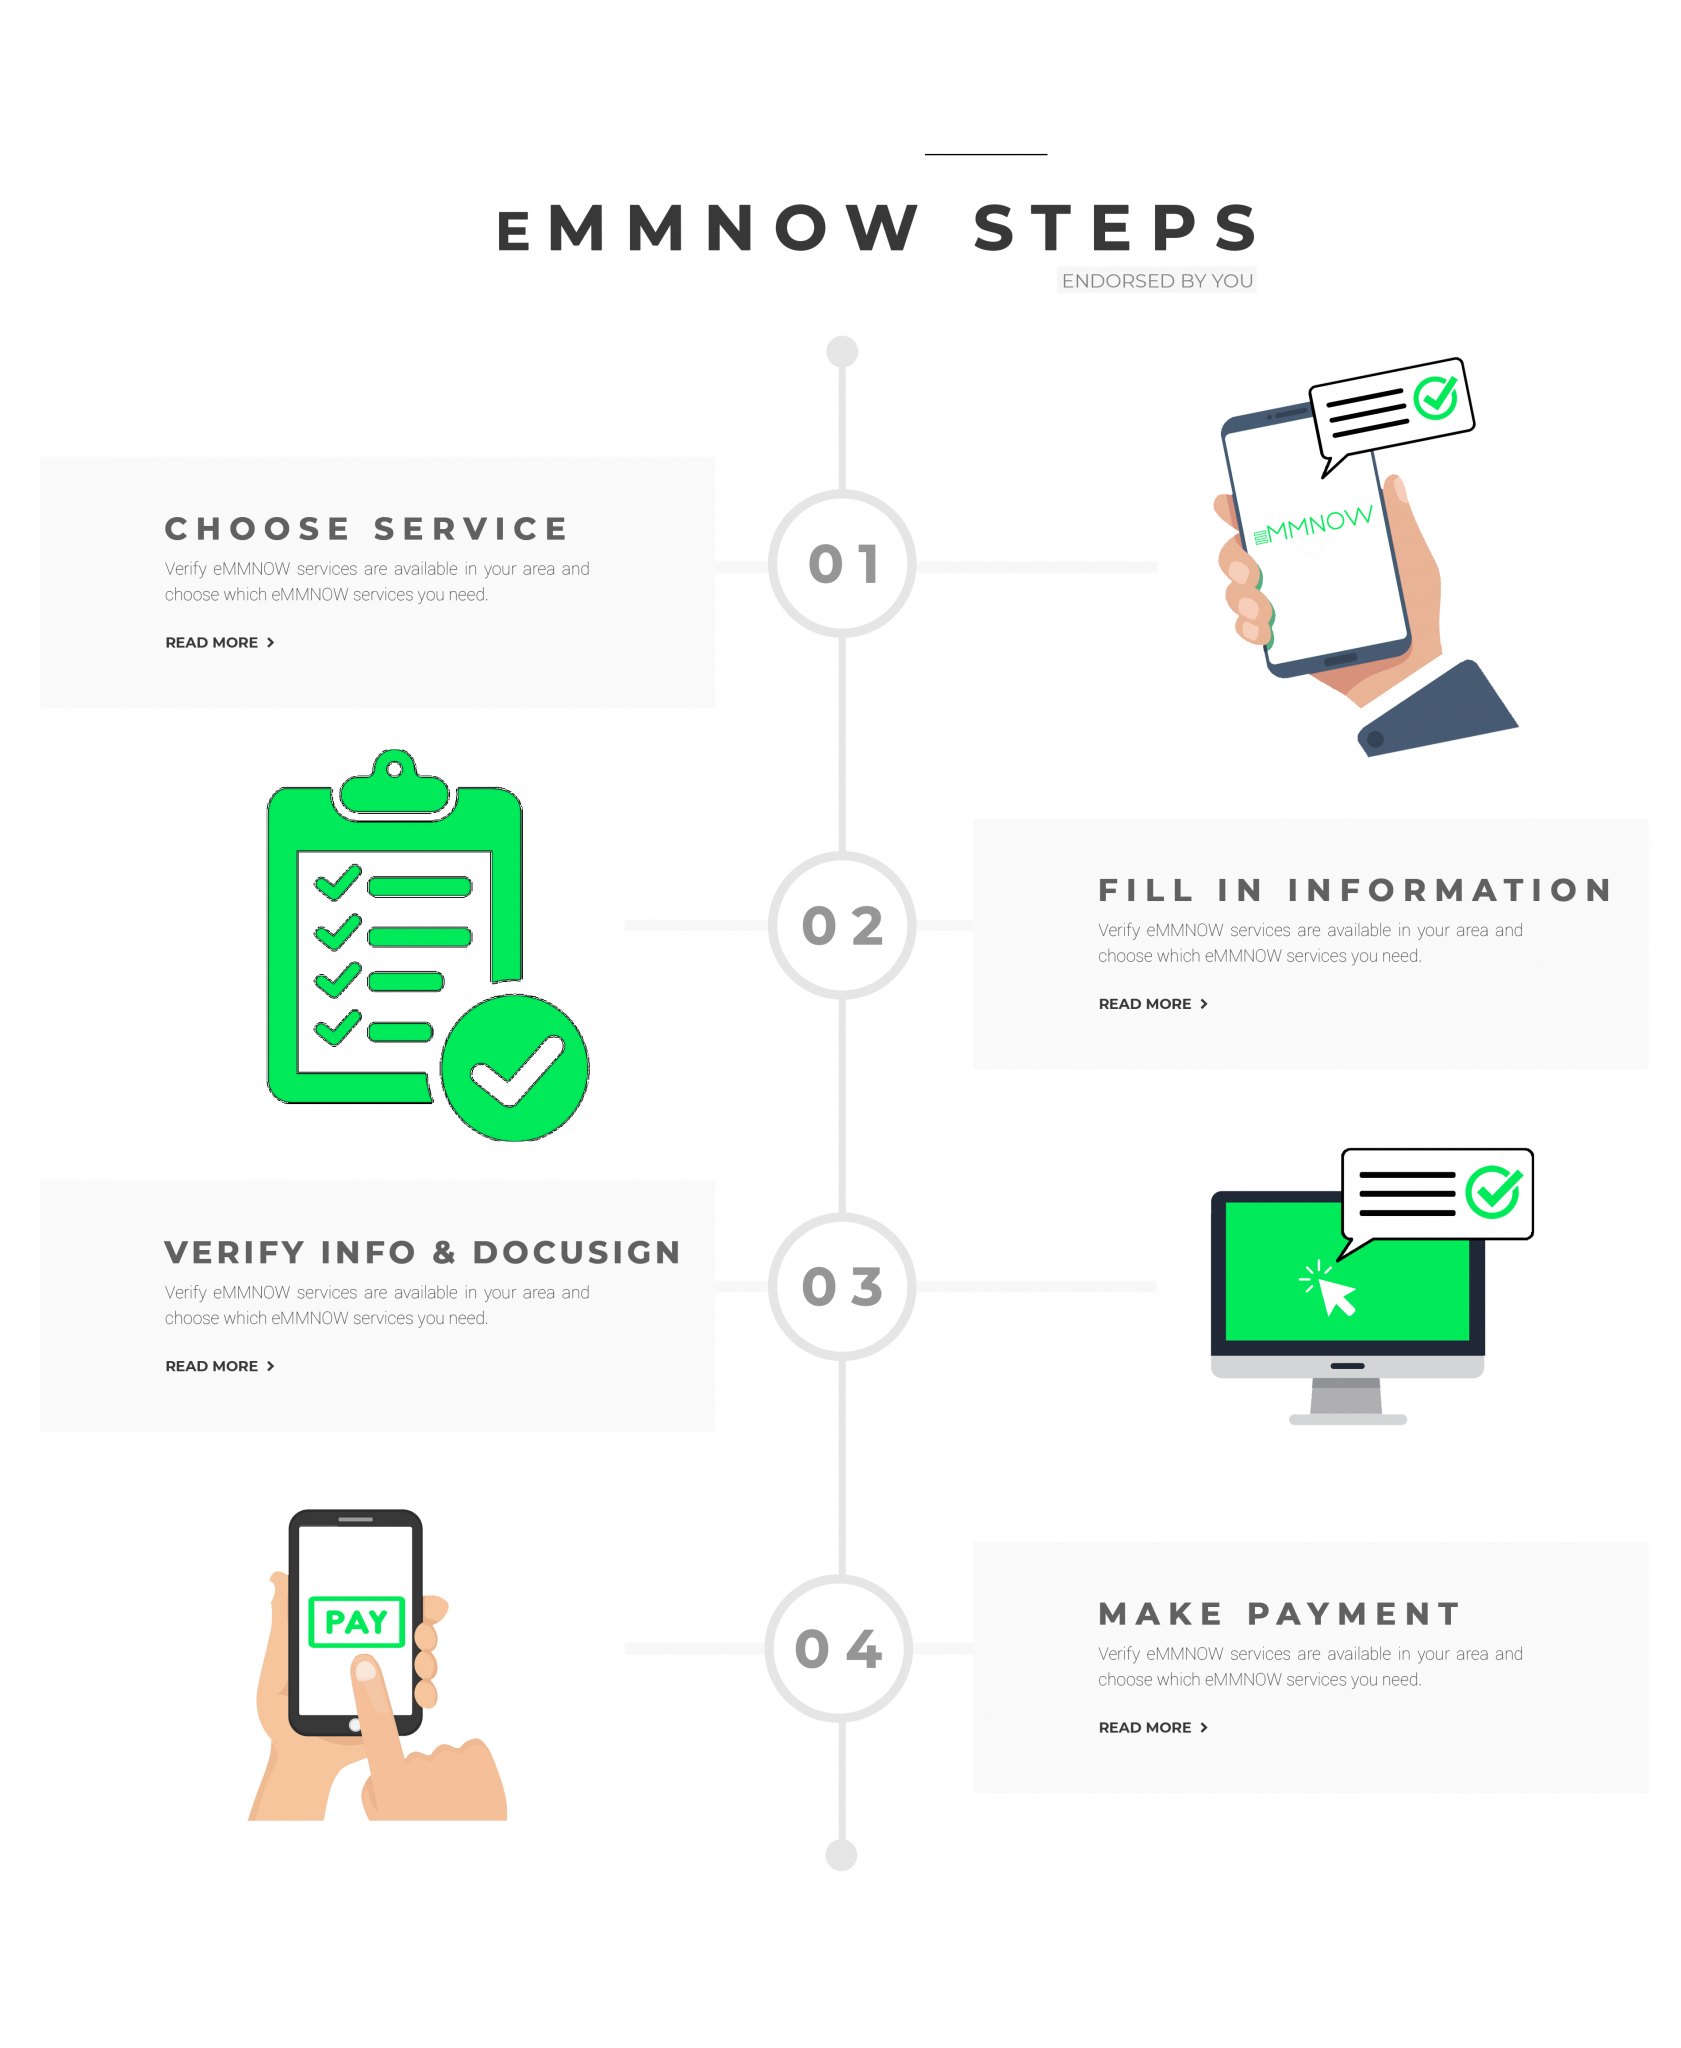 eMMNOW STEPS
ENDORSED BY YOU
CHOOSE SERVICE
Verify eMMNOW services are available in your area and
choose which eMMNOW services you need.
READ MORE
01
MMNOW
02
FILL IN INFORMATION
Verify eMMNOW services are available in your area and
choose which eMMNOW services you need.
READ MORE
VERIFY INFO & DOCUSIGN
Verify eMMNOW services are available in your area and
choose which eMMNOW services you need.
READ MORE
03
PAY
04
MAKE PAYMENT
Verify eMMNOW services are available in your area and
choose which eMMNOW services you need.
READ MORE